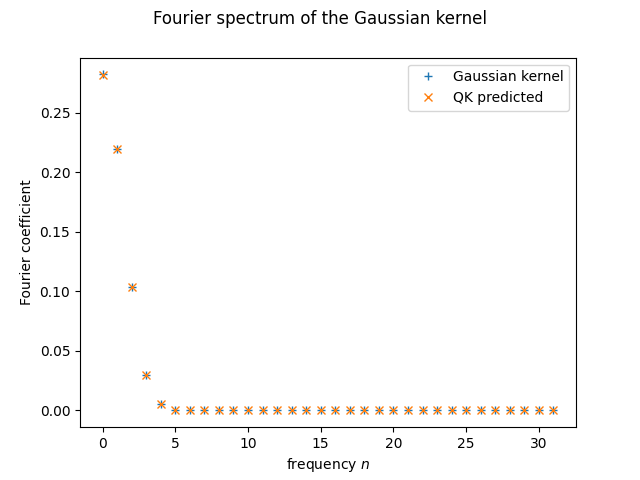 Fourier spectrum of the Gaussian kernel
Gaussian kernel
QK predicted
Fourier coefficient
0.25
0.20
0.15
0.10
0.05
0.00
0 5 10 15 20 25 30
frequency n